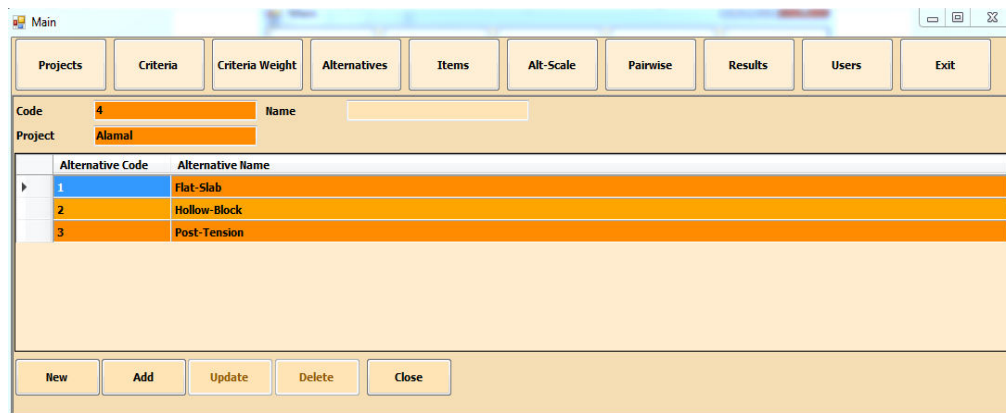 Main
Projects Criteria Criteria Weight Alternatives Items Alt-Scale Pairwise Results Users Exit
Code 4 Name
Project Alamal
Alternative Code Alternative Name
1 Flat-Slab
2 Hollow-Block
3 Post-Tension
New Add Update Delete Close